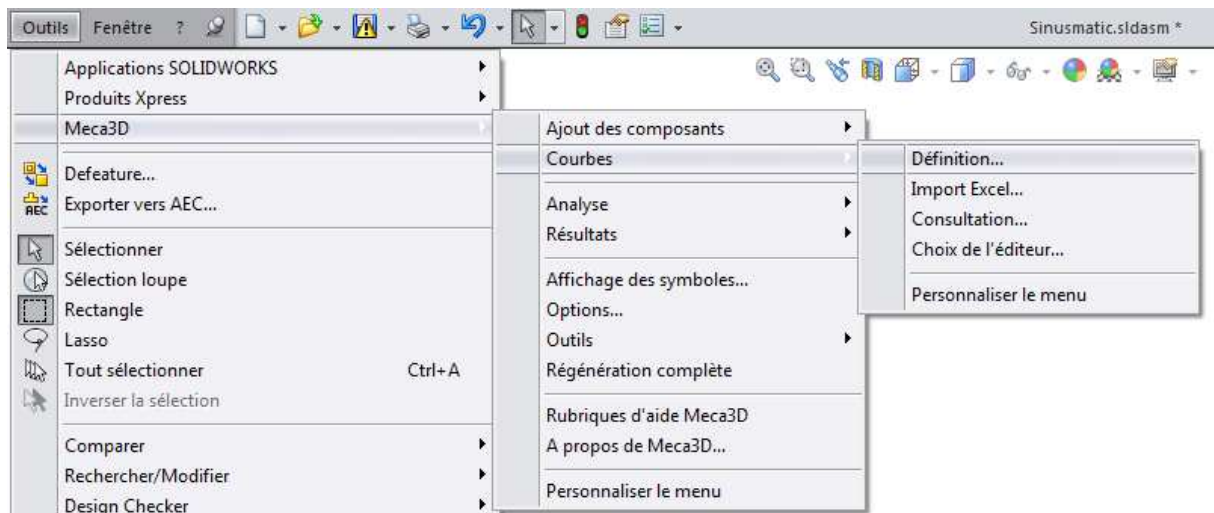 Outils Fenêtre ? Sinusmatic.sldasm *
Applications SOLIDWORKS
Produits Xpress
Meca3D
Defeature...
AEC Exporter vers AEC...
Sélectionner
Sélection loupe
Rectangle
Lasso
Tout sélectionner Ctrl+A
Inverser la sélection
Comparer
Rechercher/Modifier
Design Checker
Ajout des composants
Courbes
Analyse
Résultats
Affichage des symboles...
Options...
Outils
Régénération complète
Rubriques d'aide Meca3D
A propos de Meca3D...
Personnaliser le menu
Définition...
Import Excel...
Consultation...
Choix de l'éditeur...
Personnaliser le menu